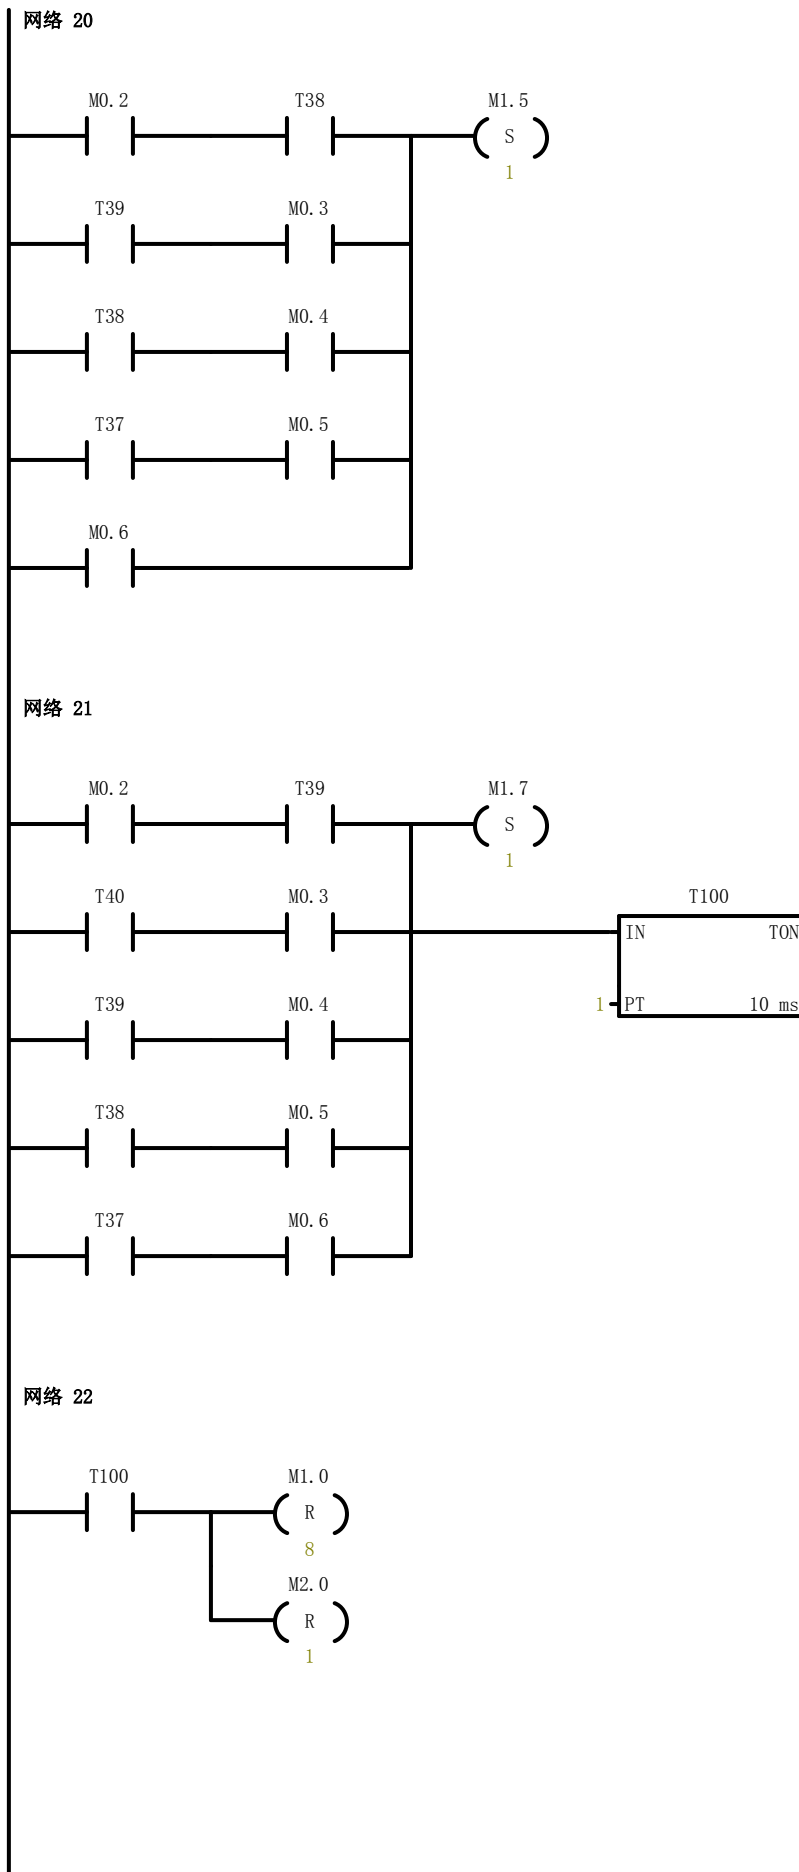 网络 20
M0.2 T38 M1.5
S
1
T39 M0.3
T38 M0.4
T37 M0.5
M0.6
网络 21
M0.2 T39 M1.7
S
1
T40 M0.3 T100
IN TON
T39 M0.4 1 PT 10 ms
T38 M0.5
T37 M0.6
网络 22
T100 M1.0
R
8
M2.0
R
1